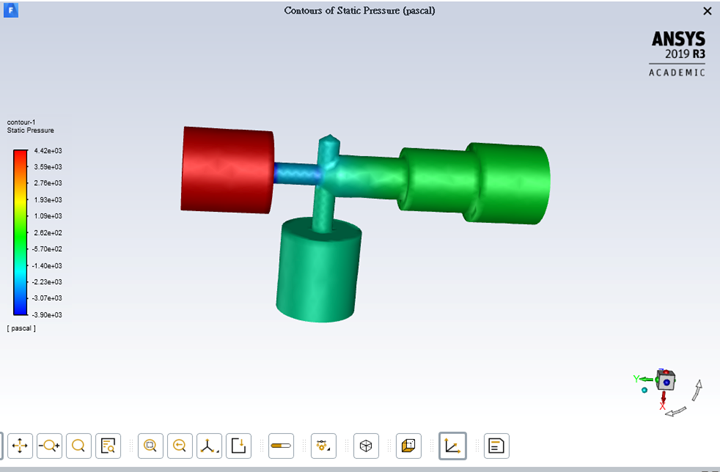 Contours of Static Pressure (pascal)
F
ANSYS
2019 R3
ACADEMIC
contour-1
Static Pressure
4.42e+03
3.59e+03
2.76e+03
1.93e+03
1.09e+03
2.62e+02
-5.70e+02
-1.40e+03
-2.23e+03
-3.07e+03
-3.90e+03
[ pascal ]
Y
X